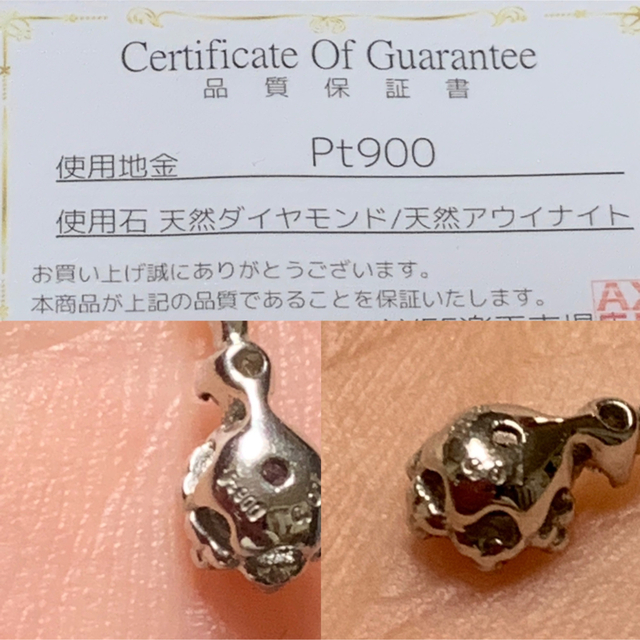 Certificate Of Guarantee
品質保証書
使用地金 Pt900
使用石 天然ダイヤモンド/天然アウイナイト
お買い上げ誠にありがとうございます。
本商品が上記の品質であることを保証いたします。
AX